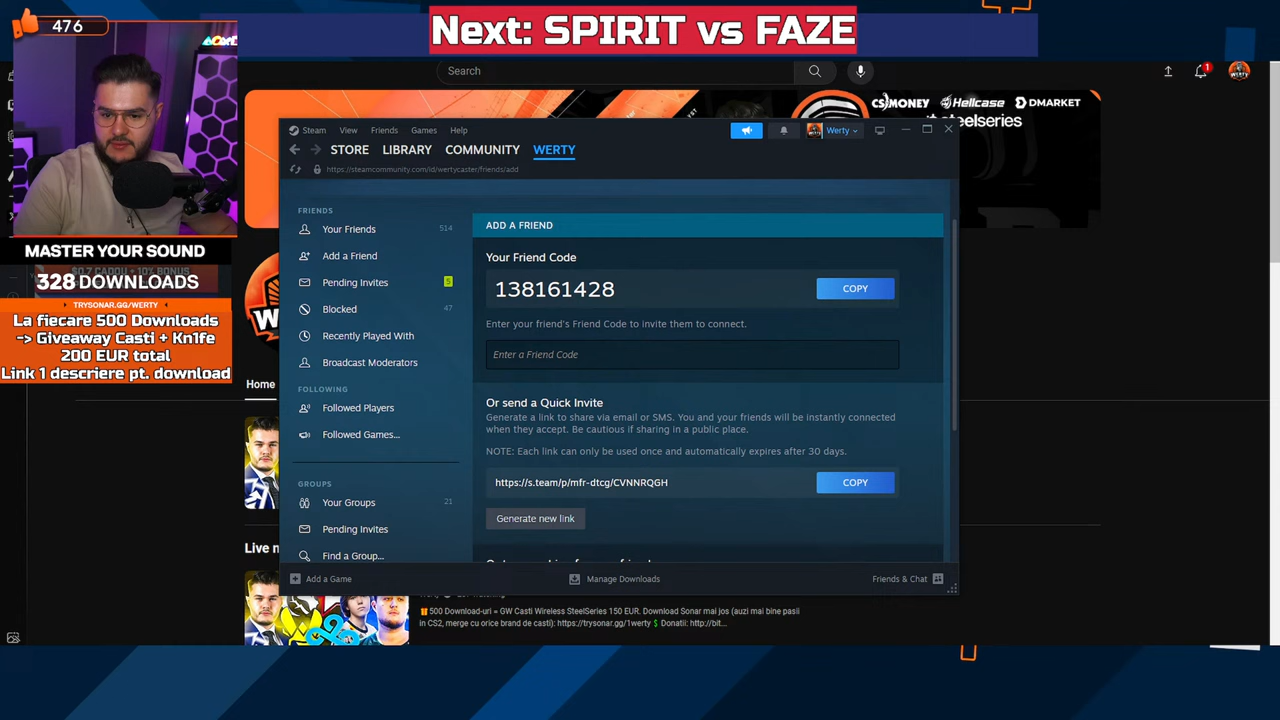 476
Next: SPIRIT vs FAZE
Search
1
CS:MONEY Hellcase DMARKET
steelseries
Steam View Friends Games Help
Werty
STORE LIBRARY COMMUNITY WERTY
https://steamcommunity.com/id/wertycaster/friends/add
MASTER YOUR SOUND
$0.7 CADOU + 10% BONUS
328 DOWNLOADS
TRYSONAR.GG/WERTY
La fiecare 500 Downloads
-> Giveaway Casti + Kn1fe
200 EUR total
Link 1 descriere pt. download
Home
Live n
FRIENDS
Your Friends 514
Add a Friend
Pending Invites 5
Blocked 47
Recently Played With
Broadcast Moderators
FOLLOWING
Followed Players
Followed Games...
GROUPS
Your Groups 21
Pending Invites
Find a Group...
ADD A FRIEND
Your Friend Code
138161428 COPY
Enter your friend's Friend Code to invite them to connect.
Enter a Friend Code
Or send a Quick Invite
Generate a link to share via email or SMS. You and your friends will be instantly connected
when they accept. Be cautious if sharing in a public place.
NOTE: Each link can only be used once and automatically expires after 30 days.
https://s.team/p/mfr-dtcg/CVNNRQGH COPY
Generate new link
Add a Game Manage Downloads Friends & Chat
500 Download-uri = GW Casti Wireless SteelSeries 150 EUR. Download Sonar mai jos (auzi mai bine pasii
in CS2, merge cu orice brand de casti): https://trysonar.gg/1werty Donatii: http://bit...